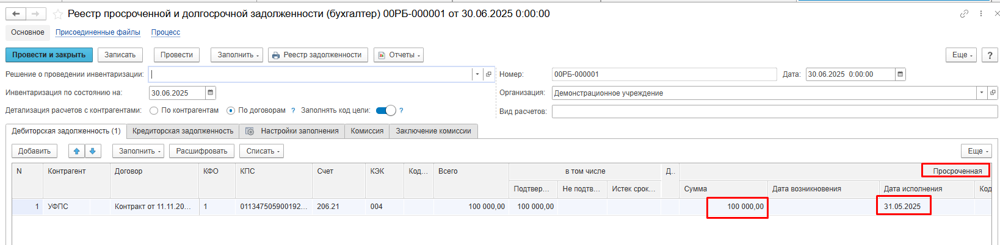 Реестр просроченной и долгосрочной задолженности (бухгалтер) 00РБ-000001 от 30.06.2025 0:00:00
Основное Присоединенные файлы Процесс
Провести и закрыть Записать Провести Заполнить Реестр задолженности Отчеты Еще ?
Решение о проведении инвентаризации: Номер: 00РБ-000001 Дата: 30.06.2025 0:00:00
Инвентаризация по состоянию на: 30.06.2025 Организация: Демонстрационное учреждение
Детализация расчетов с контрагентами: По контрагентам По договорам ? Заполнять код цели: ? Вид расчетов:
Дебиторская задолженность (1) Кредиторская задолженность Настройки заполнения Комиссия Заключение комиссии
Добавить Заполнить Расшифровать Списать Еще
N Контрагент Договор КФО КПС Счет КЭК Код... Всего в том числе Д... Просроченная
Подтвер... Не подтв... Истек срок... Сумма Дата возникновения Дата исполнения Код
1 УФПС Контракт от 11.11.20... 1 011347505900192... 206.21 004 100 000,00 100 000,00 100 000,00 31.05.2025